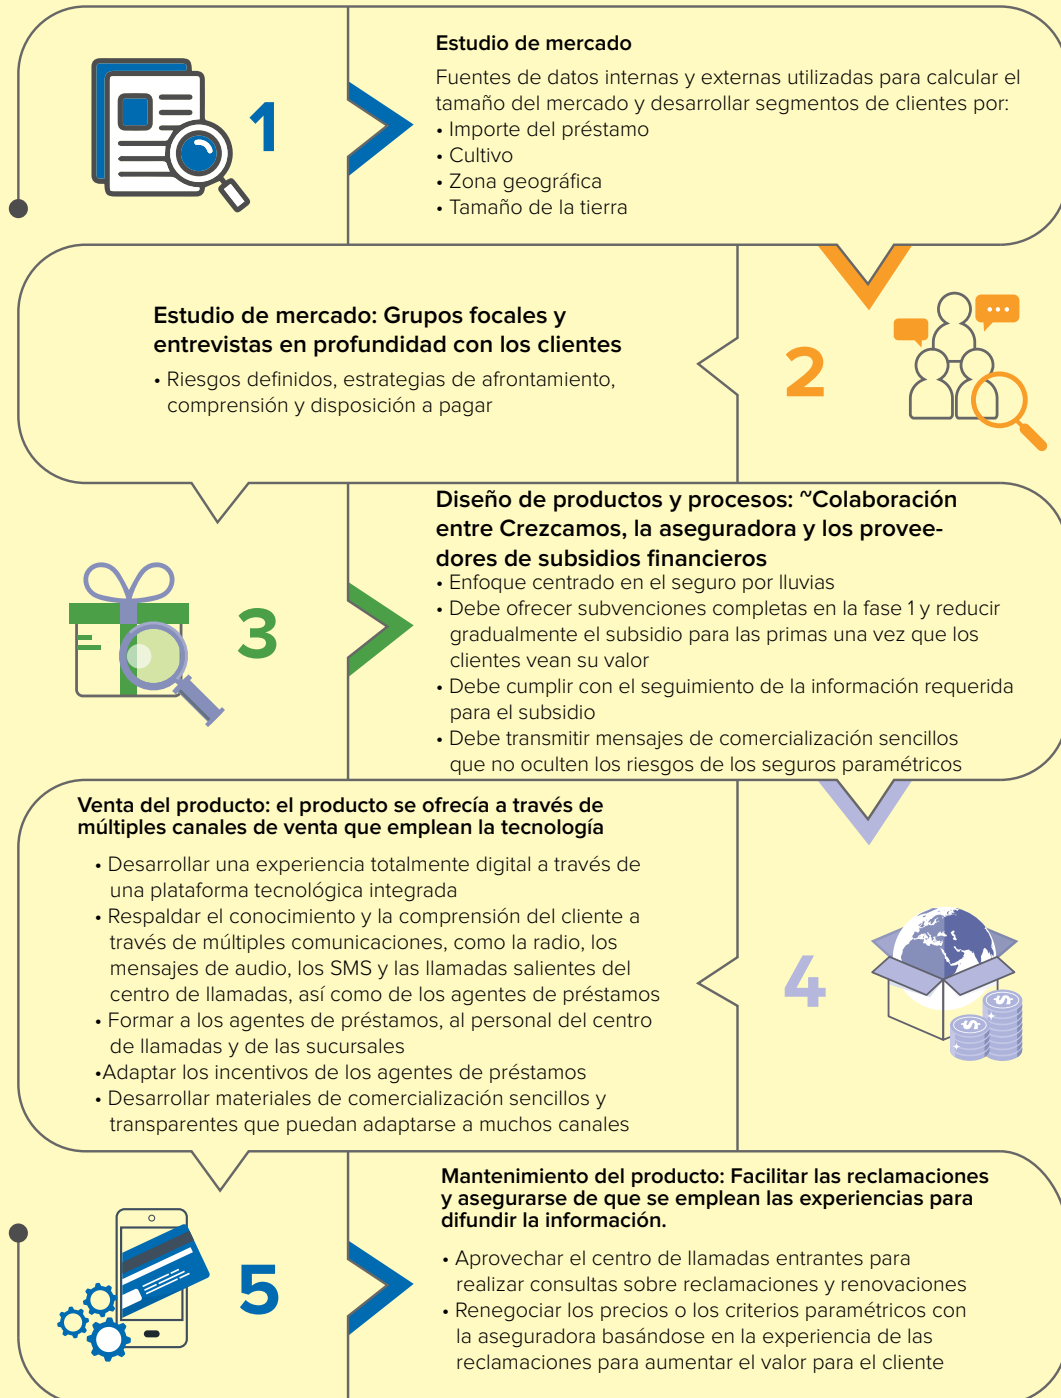 1
Estudio de mercado
Fuentes de datos internas y externas utilizadas para calcular el
tamaño del mercado y desarrollar segmentos de clientes por:
• Importe del préstamo
• Cultivo
• Zona geográfica
• Tamaño de la tierra
Estudio de mercado: Grupos focales y
entrevistas en profundidad con los clientes
• Riesgos definidos, estrategias de afrontamiento,
comprensión y disposición a pagar
2
3
Diseño de productos y procesos: ~Colaboración
entre Crezcamos, la aseguradora y los provee-
dores de subsidios financieros
• Enfoque centrado en el seguro por lluvias
• Debe ofrecer subvenciones completas en la fase 1 y reducir
gradualmente el subsidio para las primas una vez que los
clientes vean su valor
• Debe cumplir con el seguimiento de la información requerida
para el subsidio
• Debe transmitir mensajes de comercialización sencillos
que no oculten los riesgos de los seguros paramétricos
Venta del producto: el producto se ofrecía a través de
múltiples canales de venta que emplean la tecnología
• Desarrollar una experiencia totalmente digital a través de
una plataforma tecnológica integrada
• Respaldar el conocimiento y la comprensión del cliente a
través de múltiples comunicaciones, como la radio, los
mensajes de audio, los SMS y las llamadas salientes del
centro de llamadas, así como de los agentes de préstamos
• Formar a los agentes de préstamos, al personal del centro
de llamadas y de las sucursales
•Adaptar los incentivos de los agentes de préstamos
• Desarrollar materiales de comercialización sencillos y
transparentes que puedan adaptarse a muchos canales
4
$
$
5
Mantenimiento del producto: Facilitar las reclamaciones
y asegurarse de que se emplean las experiencias para
difundir la información.
• Aprovechar el centro de llamadas entrantes para
realizar consultas sobre reclamaciones y renovaciones
• Renegociar los precios o los criterios paramétricos con
la aseguradora basándose en la experiencia de las
reclamaciones para aumentar el valor para el cliente